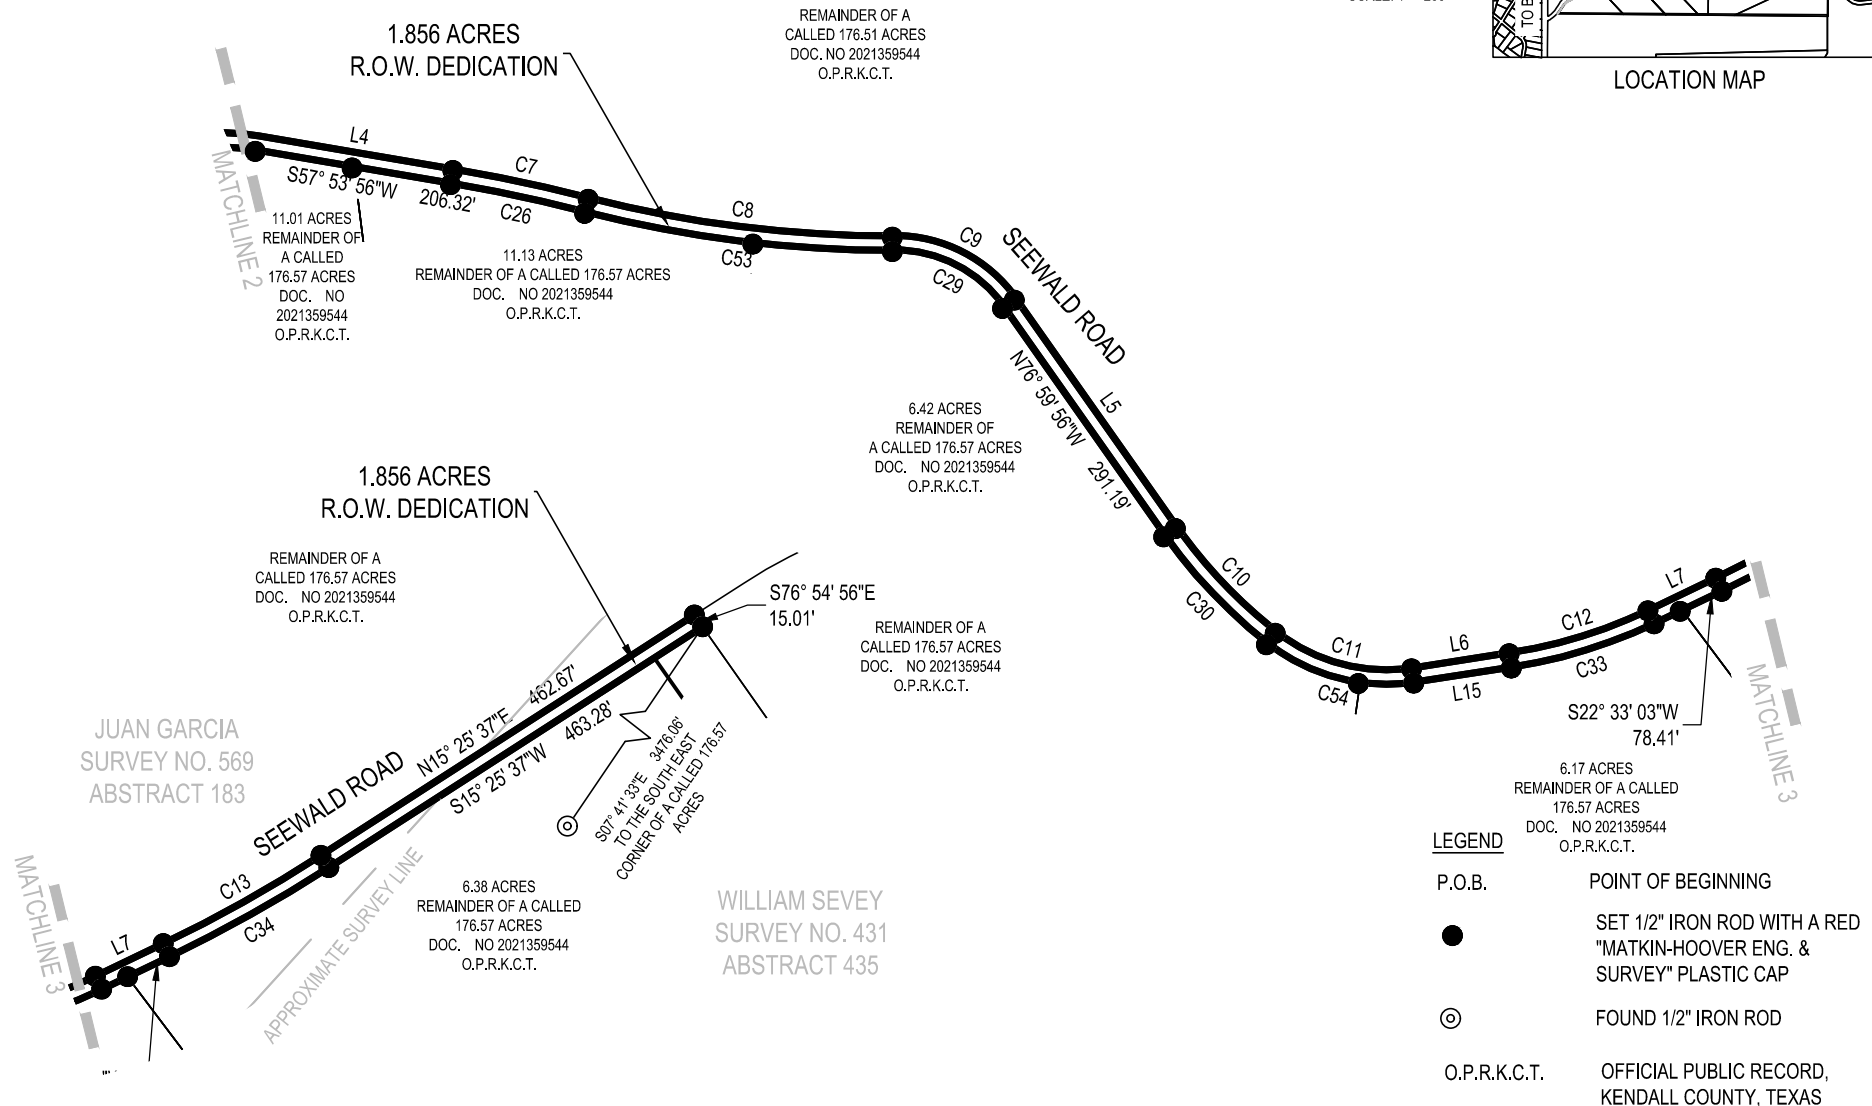 1.856 ACRES
R.O.W. DEDICATION
REMAINDER OF A
CALLED 176.51 ACRES
DOC. NO 2021359544
O.P.R.K.C.T.
LOCATION MAP
MATCHLINE 2
L4
S57° 53' 56"W 206.32'
C7
C26
C8
C53
C9
C29
SEEWALD ROAD
11.01 ACRES
REMAINDER OF
A CALLED
176.57 ACRES
DOC. NO
2021359544
O.P.R.K.C.T.
11.13 ACRES
REMAINDER OF A CALLED 176.57 ACRES
DOC. NO 2021359544
O.P.R.K.C.T.
L5
N76° 59' 56"W 291.19'
6.42 ACRES
REMAINDER OF
A CALLED 176.57 ACRES
DOC. NO 2021359544
O.P.R.K.C.T.
C10
C30
C11
C54
L6
L15
C12
C33
L7
S22° 33' 03"W
78.41'
MATCHLINE 3
6.17 ACRES
REMAINDER OF A CALLED
176.57 ACRES
DOC. NO 2021359544
O.P.R.K.C.T.
1.856 ACRES
R.O.W. DEDICATION
REMAINDER OF A
CALLED 176.57 ACRES
DOC. NO 2021359544
O.P.R.K.C.T.
S76° 54' 56"E
15.01'
REMAINDER OF A
CALLED 176.57 ACRES
DOC. NO 2021359544
O.P.R.K.C.T.
JUAN GARCIA
SURVEY NO. 569
ABSTRACT 183
SEEWALD ROAD
N15° 25' 37"E 462.67'
S15° 25' 37"W 463.28'
S07° 41' 33"E 3476.06'
TO THE SOUTH EAST
CORNER OF A CALLED 176.57
ACRES
MATCHLINE 3
L7
C13
C34
APPROXIMATE SURVEY LINE
6.38 ACRES
REMAINDER OF A CALLED
176.57 ACRES
DOC. NO 2021359544
O.P.R.K.C.T.
WILLIAM SEVEY
SURVEY NO. 431
ABSTRACT 435
LEGEND
P.O.B. POINT OF BEGINNING
SET 1/2" IRON ROD WITH A RED
"MATKIN-HOOVER ENG. &
SURVEY" PLASTIC CAP
FOUND 1/2" IRON ROD
O.P.R.K.C.T. OFFICIAL PUBLIC RECORD,
KENDALL COUNTY, TEXAS